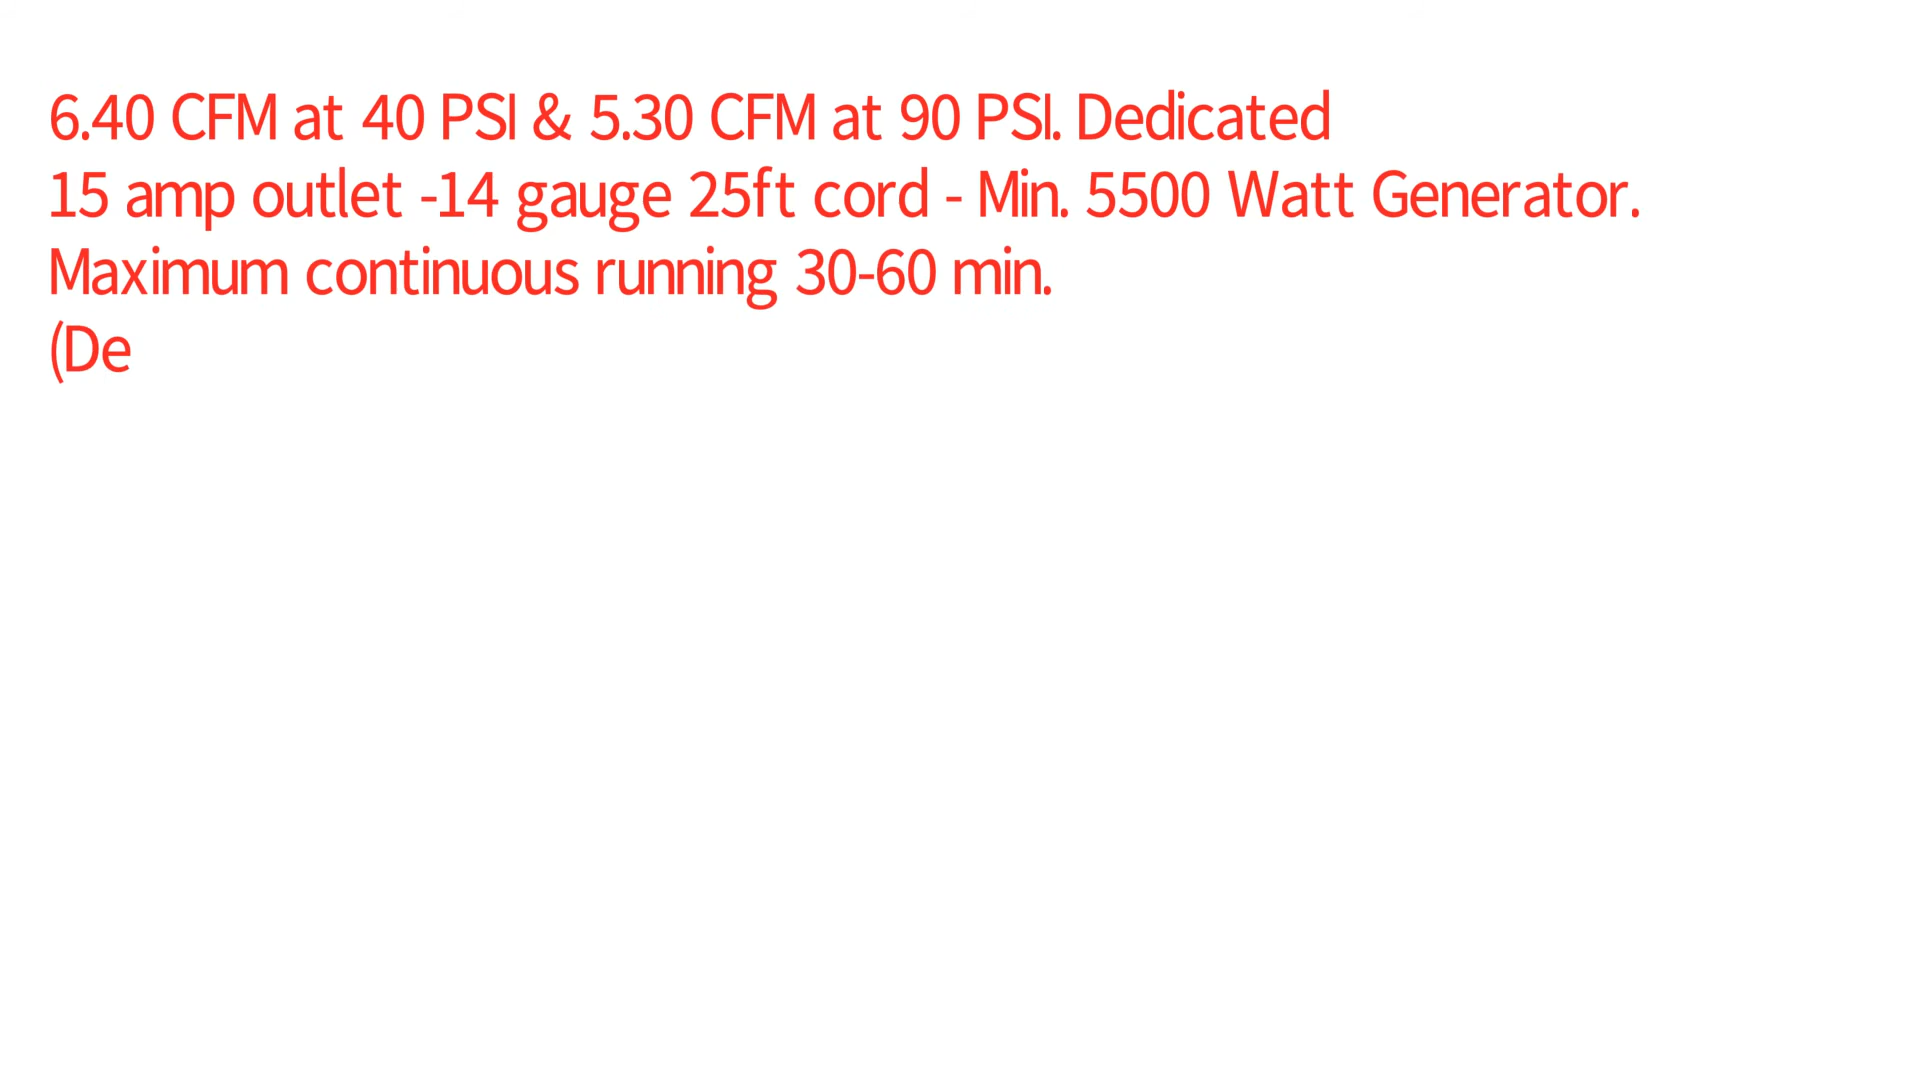 6.40 CFM at 40 PSI & 5.30 CFM at 90 PSI. Dedicated
15 amp outlet -14 gauge 25ft cord - Min. 5500 Watt Generator.
Maximum continuous running 30-60 min.
(De